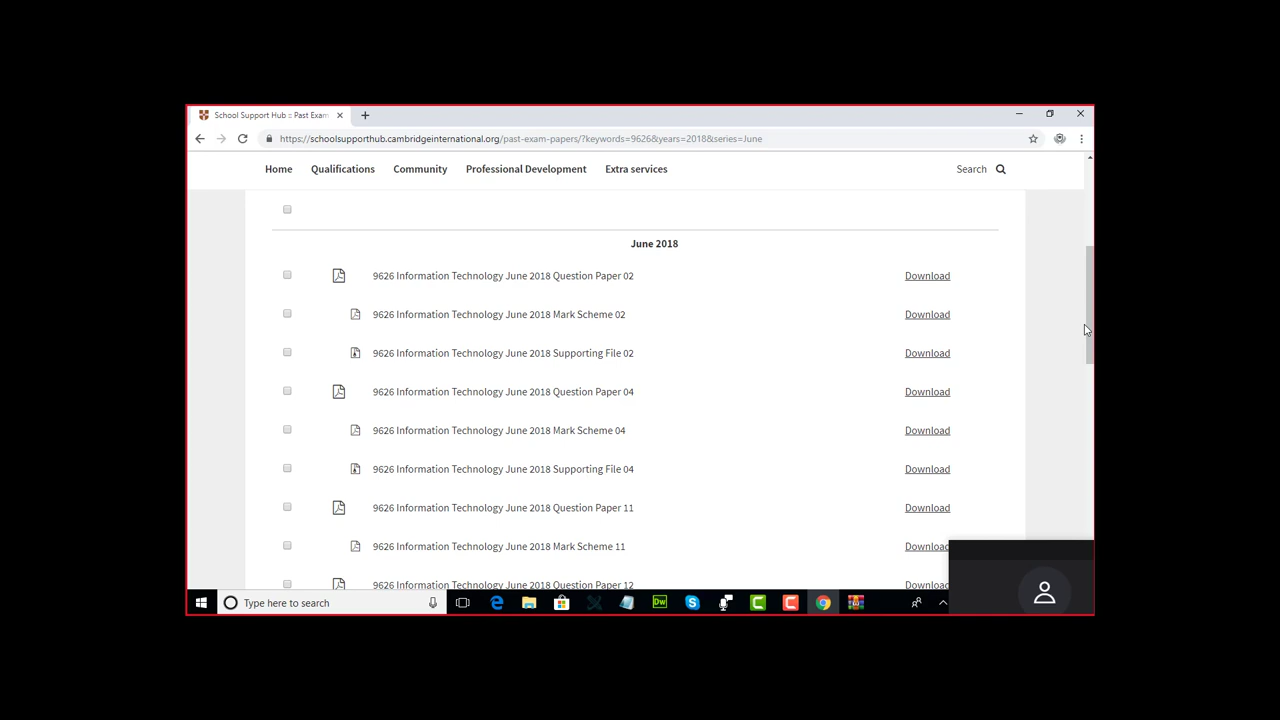 School Support Hub :: Past Exam
https://schoolsupporthub.cambridgeinternational.org/past-exam-papers/?keywords=9626&years=2018&series=June
Home Qualifications Community Professional Development Extra services Search
June 2018
9626 Information Technology June 2018 Question Paper 02 Download
9626 Information Technology June 2018 Mark Scheme 02 Download
9626 Information Technology June 2018 Supporting File 02 Download
9626 Information Technology June 2018 Question Paper 04 Download
9626 Information Technology June 2018 Mark Scheme 04 Download
9626 Information Technology June 2018 Supporting File 04 Download
9626 Information Technology June 2018 Question Paper 11 Download
9626 Information Technology June 2018 Mark Scheme 11 Download
9626 Information Technology June 2018 Question Paper 12 Download
Type here to search Dw